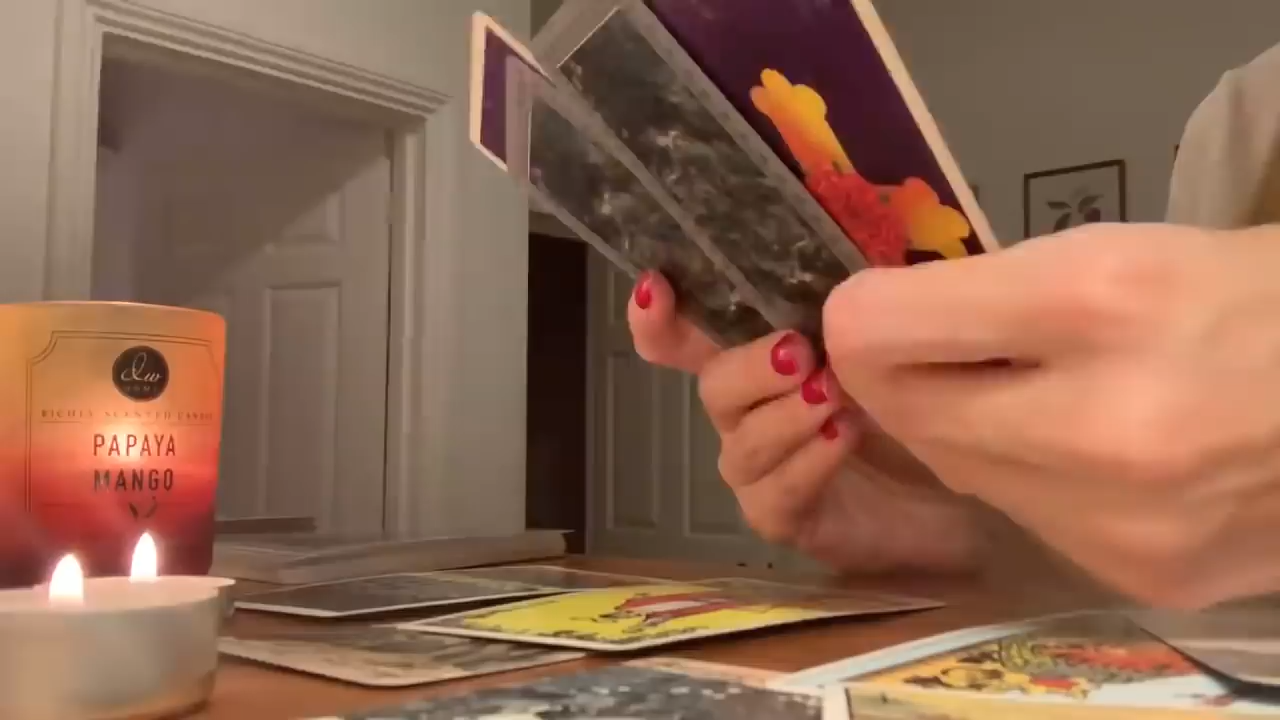 dw
HOME
RICHLY SCENTED CANDLE
PAPAYA
MANGO